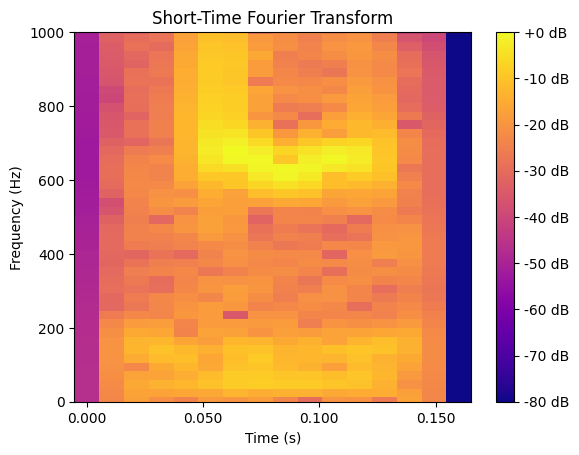 Short-Time Fourier Transform
1000
800
600
400
200
0
Frequency (Hz)
0.000
0.050
0.100
0.150
Time (s)
+0 dB
-10 dB
-20 dB
-30 dB
-40 dB
-50 dB
-60 dB
-70 dB
-80 dB